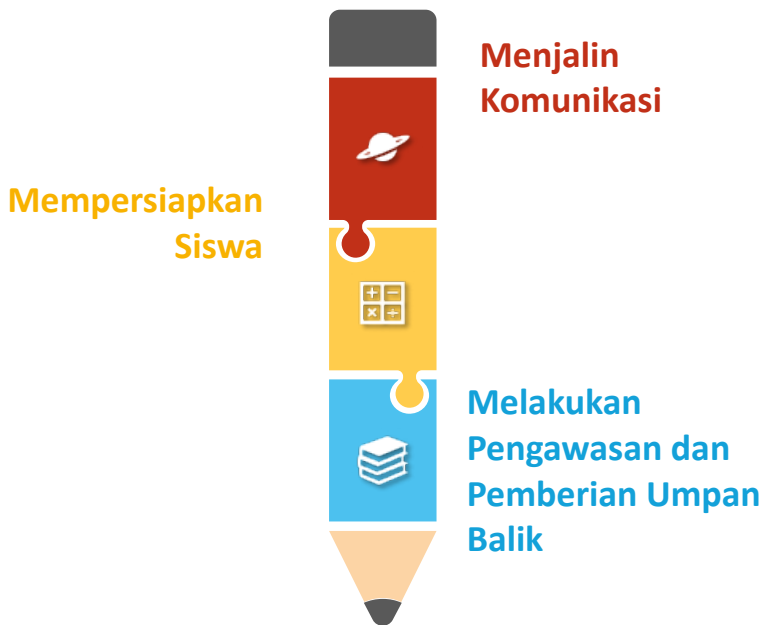 Menjalin
Komunikasi
Mempersiapkan
Siswa
Melakukan
Pengawasan dan
Pemberian Umpan
Balik